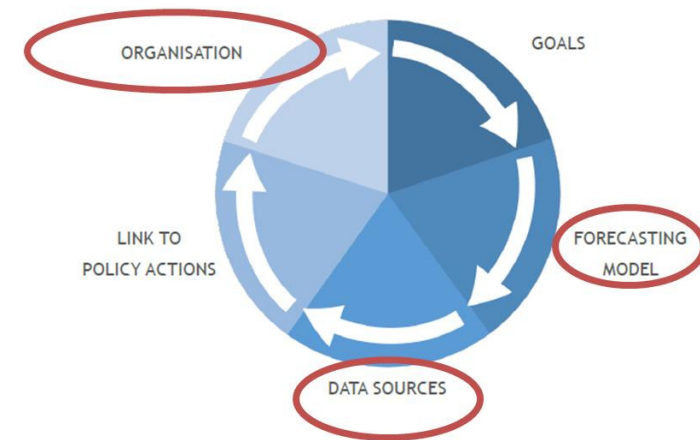 ORGANISATION
GOALS
FORECASTING
MODEL
DATA SOURCES
LINK TO
POLICY ACTIONS